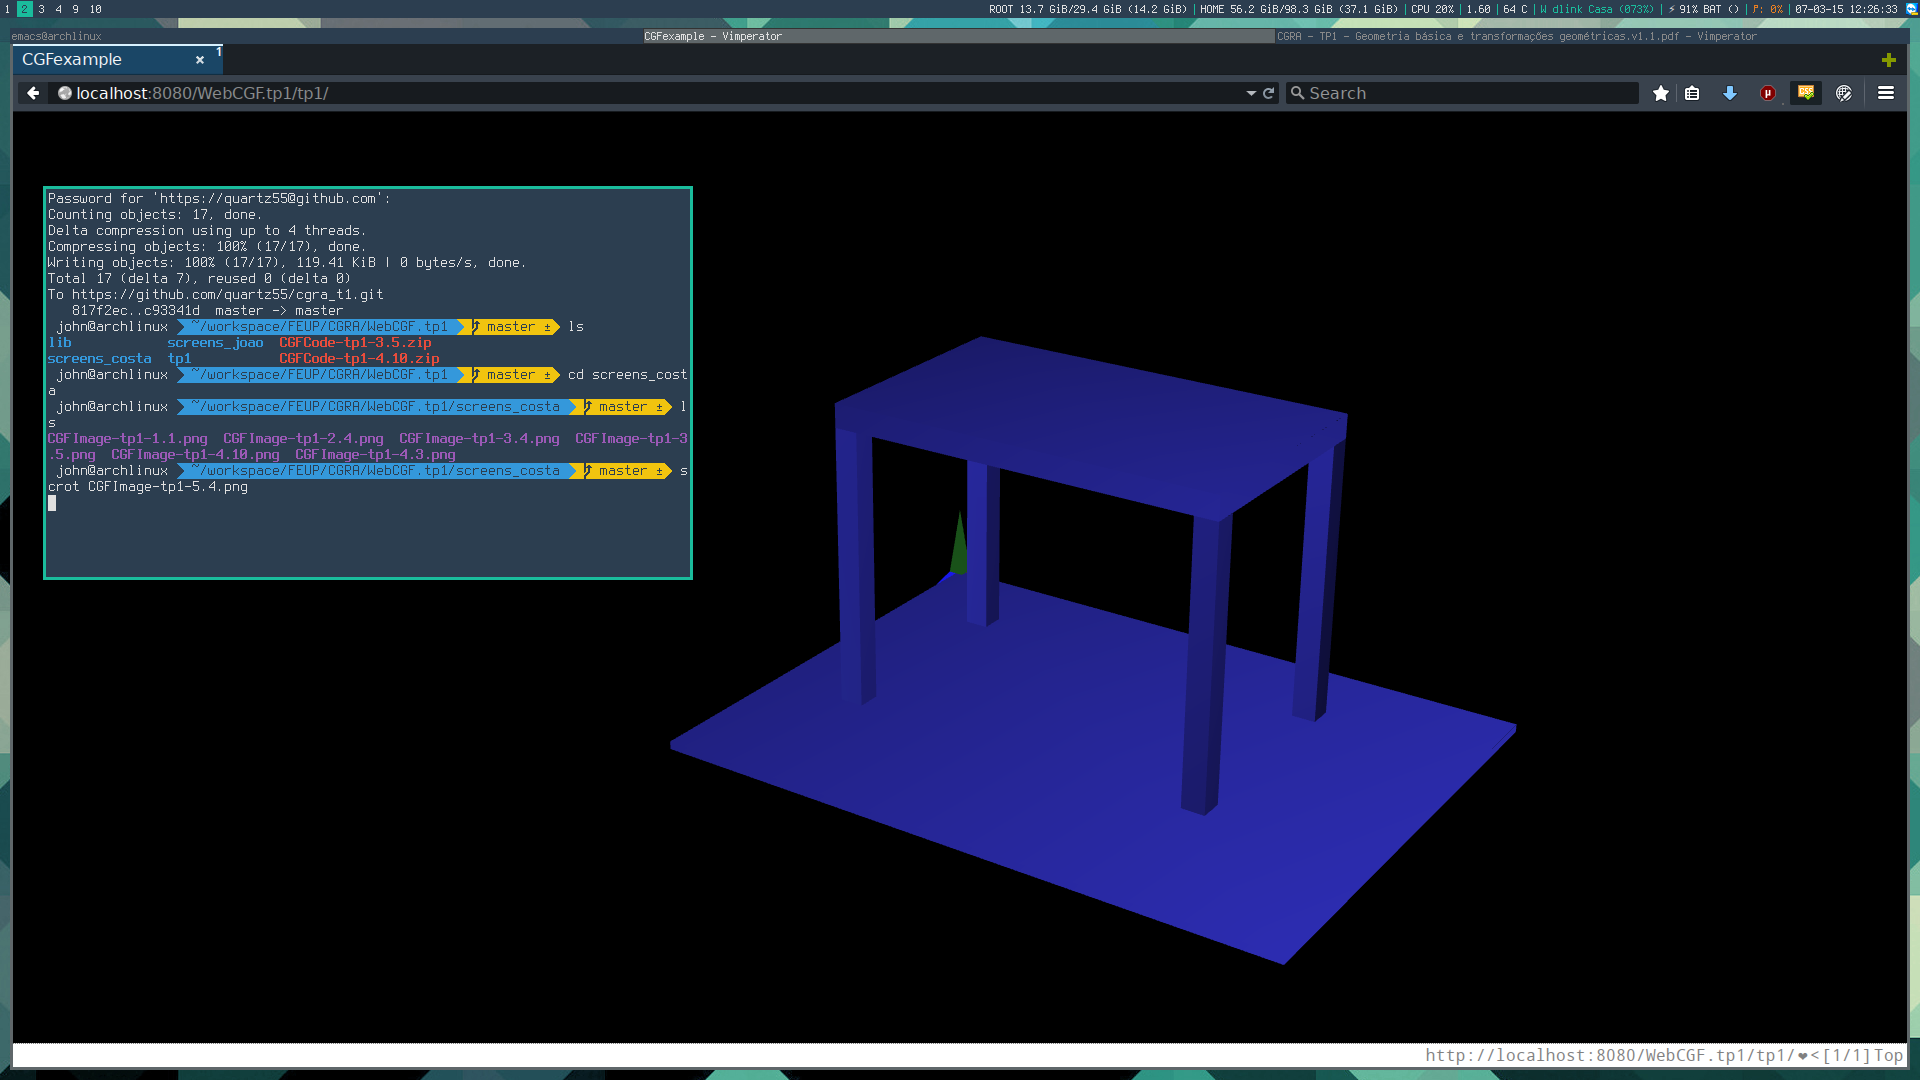 1 2 3 4 9 10
ROOT 13.7 GiB/29.4 GiB (14.2 GiB) | HOME 56.2 GiB/98.3 GiB (37.1 GiB) | CPU 20% | 1.60 | 64 C | W dlink Casa (073%) | ⚡ 91% BAT () | P: 0% | 07-03-15 12:26:33
emacs@archlinux
CGFexample - Vimperator
CGRA - TP1 - Geometria básica e transformações geométricas.v1.1.pdf - Vimperator
CGFexample × 1
localhost:8080/WebCGF.tp1/tp1/
Search
Password for 'https://quartz55@github.com':
Counting objects: 17, done.
Delta compression using up to 4 threads.
Compressing objects: 100% (17/17), done.
Writing objects: 100% (17/17), 119.41 KiB | 0 bytes/s, done.
Total 17 (delta 7), reused 0 (delta 0)
To https://github.com/quartz55/cgra_t1.git
817f2ec..c93341d  master -> master
john@archlinux ~/workspace/FEUP/CGRA/WebCGF.tp1 master ± ls
lib screens_joao CGFCode-tp1-3.5.zip
screens_costa tp1 CGFCode-tp1-4.10.zip
john@archlinux ~/workspace/FEUP/CGRA/WebCGF.tp1 master ± cd screens_cost
a
john@archlinux ~/workspace/FEUP/CGRA/WebCGF.tp1/screens_costa master ± l
s
CGFImage-tp1-1.1.png CGFImage-tp1-2.4.png CGFImage-tp1-3.4.png CGFImage-tp1-3
.5.png CGFImage-tp1-4.10.png CGFImage-tp1-4.3.png
john@archlinux ~/workspace/FEUP/CGRA/WebCGF.tp1/screens_costa master ± s
crot CGFImage-tp1-5.4.png
http://localhost:8080/WebCGF.tp1/tp1/❤<[1/1]Top